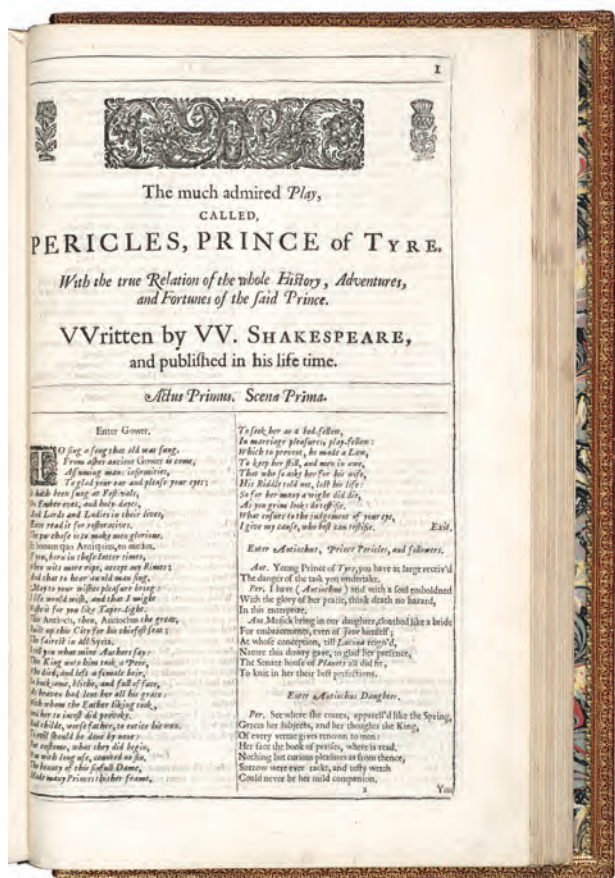 1
The much admired Play,
CALLED,
PERICLES, PRINCE of TYRE.
With the true Relation of the whole History, Adventures,
and Fortunes of the said Prince.
VVritten by VV. SHAKESPEARE,
and published in his life time.
Actus Primus. Scena Prima.
Enter Gower.
TO sing a song that old was sung,
From ashes ancient Gower is come,
Assuming mans infirmities,
To glad your ear and please your eyes;
It hath been sung at Festivals,
On Ember eves, and holy dayes,
And Lords and Ladies in their lives,
Have read it for restoratives.
purchase is to make men glorious.
Et bonum quo Antiquius, eo melius.
If you, born in these latter times,
When wits more ripe, accept my Rimes;
And that to hear an old man sing,
May to your wishes pleasure bring:
I life would wish, and that I might
Waste it for you like Taper-light.
This Antioch, then, Antiochus the great,
Built up this City for his chiefest seat;
The fairest in all Syria.
I tell you what mine Authors say:
This King unto him took a Peer,
Who died, and left a female heir,
So bucksome, blithe, and full of face,
As heaven had lent her all his grace:
With whom the Father liking took,
And her to incest did provoke.
Bad childe, worse father, to entice his own
To evill should be done by none:
But custome, what they did begin,
Was with long use, counted no sin.
The beauty of this sinfull Dame,
Made many Princes thither frame,
To seek her as a bed-fellow,
In marriage pleasures, play-fellow:
Which to prevent, he made a Law,
To keep her still, and men in awe,
That who so askt her for his wife,
His Riddle told not, lost his life:
So for her many a wight did die,
As yon grim looks do testifie.
What ensues to the judgement of your eye,
I give my cause, who best can testifie. Exit.
Enter Antiochus, Prince Pericles, and followers.
Ant. Young Prince of Tyre, you have at large receiv'd
The danger of the task you undertake.
Per. I have (Antiochus) and with a soul emboldned
With the glory of her praise, think death no hazard,
In this enterprize.
Ant. Musick bring in our daughter, cloathed like a bride
For embracements, even of Jove himself;
At whose conception, till Lucina reign'd,
Nature this dowry gave, to glad her presence,
The Senate house of Planets all did sit,
To knit in her their best perfections.
Enter Antiochus Daughter.
Per. See where she comes, apparell'd like the Spring,
Graces her subjects, and her thoughts the King,
Of every vertue gives renown to men:
Her face the book of praises, where is read,
Nothing but curious pleasures as from thence,
Sorrow were ever rackt, and testy wrath
Could never be her mild companion.
a You